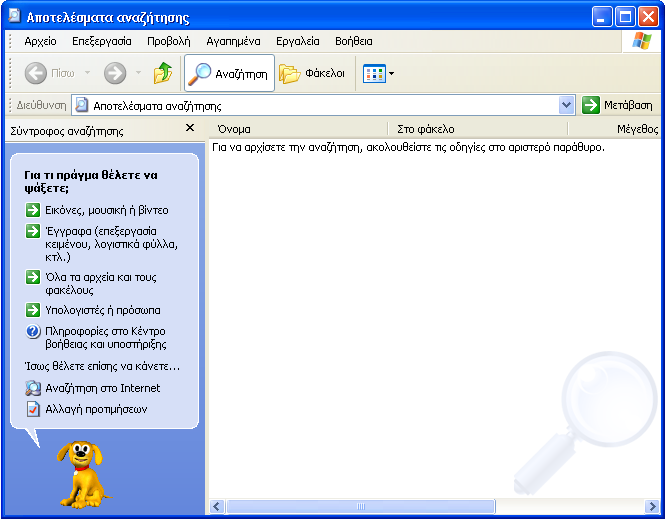 Αποτελέσματα αναζήτησης
Αρχείο Επεξεργασία Προβολή Αγαπημένα Εργαλεία Βοήθεια
Πίσω Αναζήτηση Φάκελοι
Διεύθυνση Αποτελέσματα αναζήτησης Μετάβαση
Σύντροφος αναζήτησης
Όνομα Στο φάκελο Μέγεθος
Για να αρχίσετε την αναζήτηση, ακολουθείστε τις οδηγίες στο αριστερό παράθυρο.
Για τι πράγμα θέλετε να
ψάξετε;
Εικόνες, μουσική ή βίντεο
Έγγραφα (επεξεργασία
κειμένου, λογιστικά φύλλα,
κτλ.)
Όλα τα αρχεία και τους
φακέλους
Υπολογιστές ή πρόσωπα
Πληροφορίες στο Κέντρο
βοήθειας και υποστήριξης
Ίσως θέλετε επίσης να κάνετε...
Αναζήτηση στο Internet
Αλλαγή προτιμήσεων